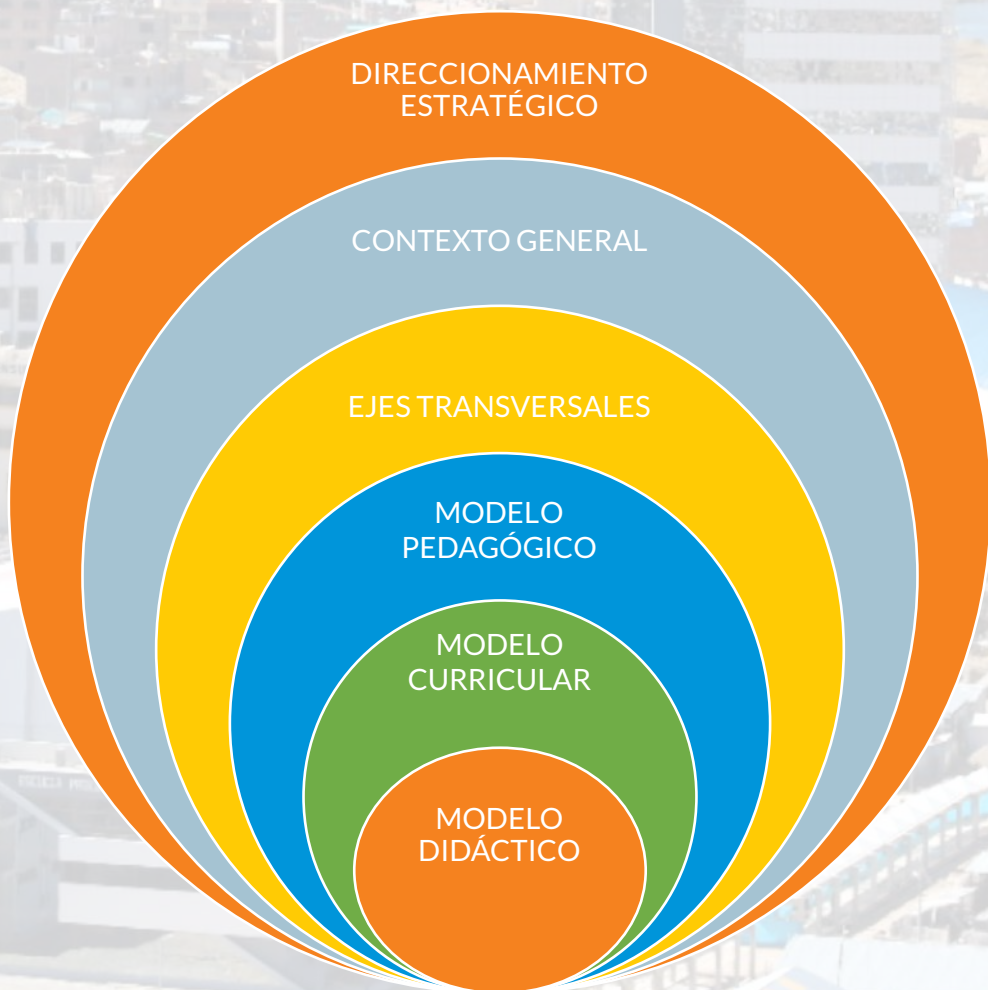 DIRECCIONAMIENTO
ESTRATÉGICO
CONTEXTO GENERAL
EJES TRANSVERSALES
MODELO
PEDAGÓGICO
MODELO
CURRICULAR
MODELO
DIDÁCTICO